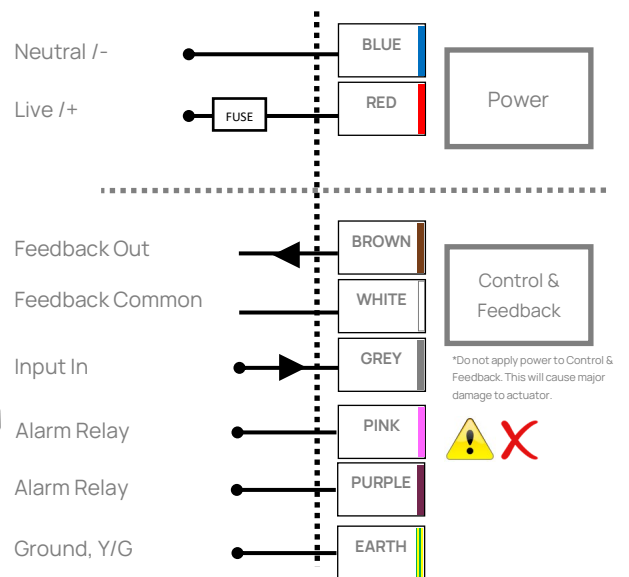 Neutral /-
BLUE
Live /+
FUSE
RED
Power
Feedback Out
BROWN
Feedback Common
WHITE
Control &
Feedback
Input In
GREY
*Do not apply power to Control &
Feedback. This will cause major
damage to actuator.
Alarm Relay
PINK
Alarm Relay
PURPLE
Ground, Y/G
EARTH